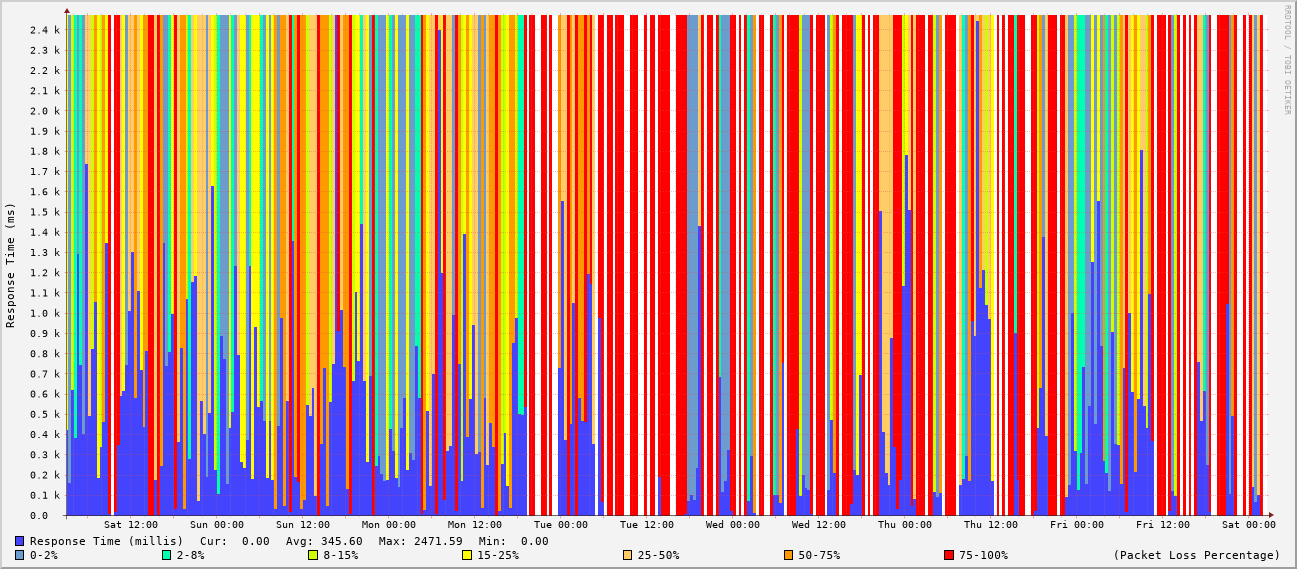 RRDTOOL / TOBI OETIKER
Response Time (ms)
2.4 k
2.3 k
2.2 k
2.1 k
2.0 k
1.9 k
1.8 k
1.7 k
1.6 k
1.5 k
1.4 k
1.3 k
1.2 k
1.1 k
1.0 k
0.9 k
0.8 k
0.7 k
0.6 k
0.5 k
0.4 k
0.3 k
0.2 k
0.1 k
0.0
Sat 12:00 Sun 00:00 Sun 12:00 Mon 00:00 Mon 12:00 Tue 00:00 Tue 12:00 Wed 00:00 Wed 12:00 Thu 00:00 Thu 12:00 Fri 00:00 Fri 12:00 Sat 00:00
Response Time (millis) Cur: 0.00 Avg: 345.60 Max: 2471.59 Min: 0.00
0-2% 2-8% 8-15% 15-25% 25-50% 50-75% 75-100% (Packet Loss Percentage)